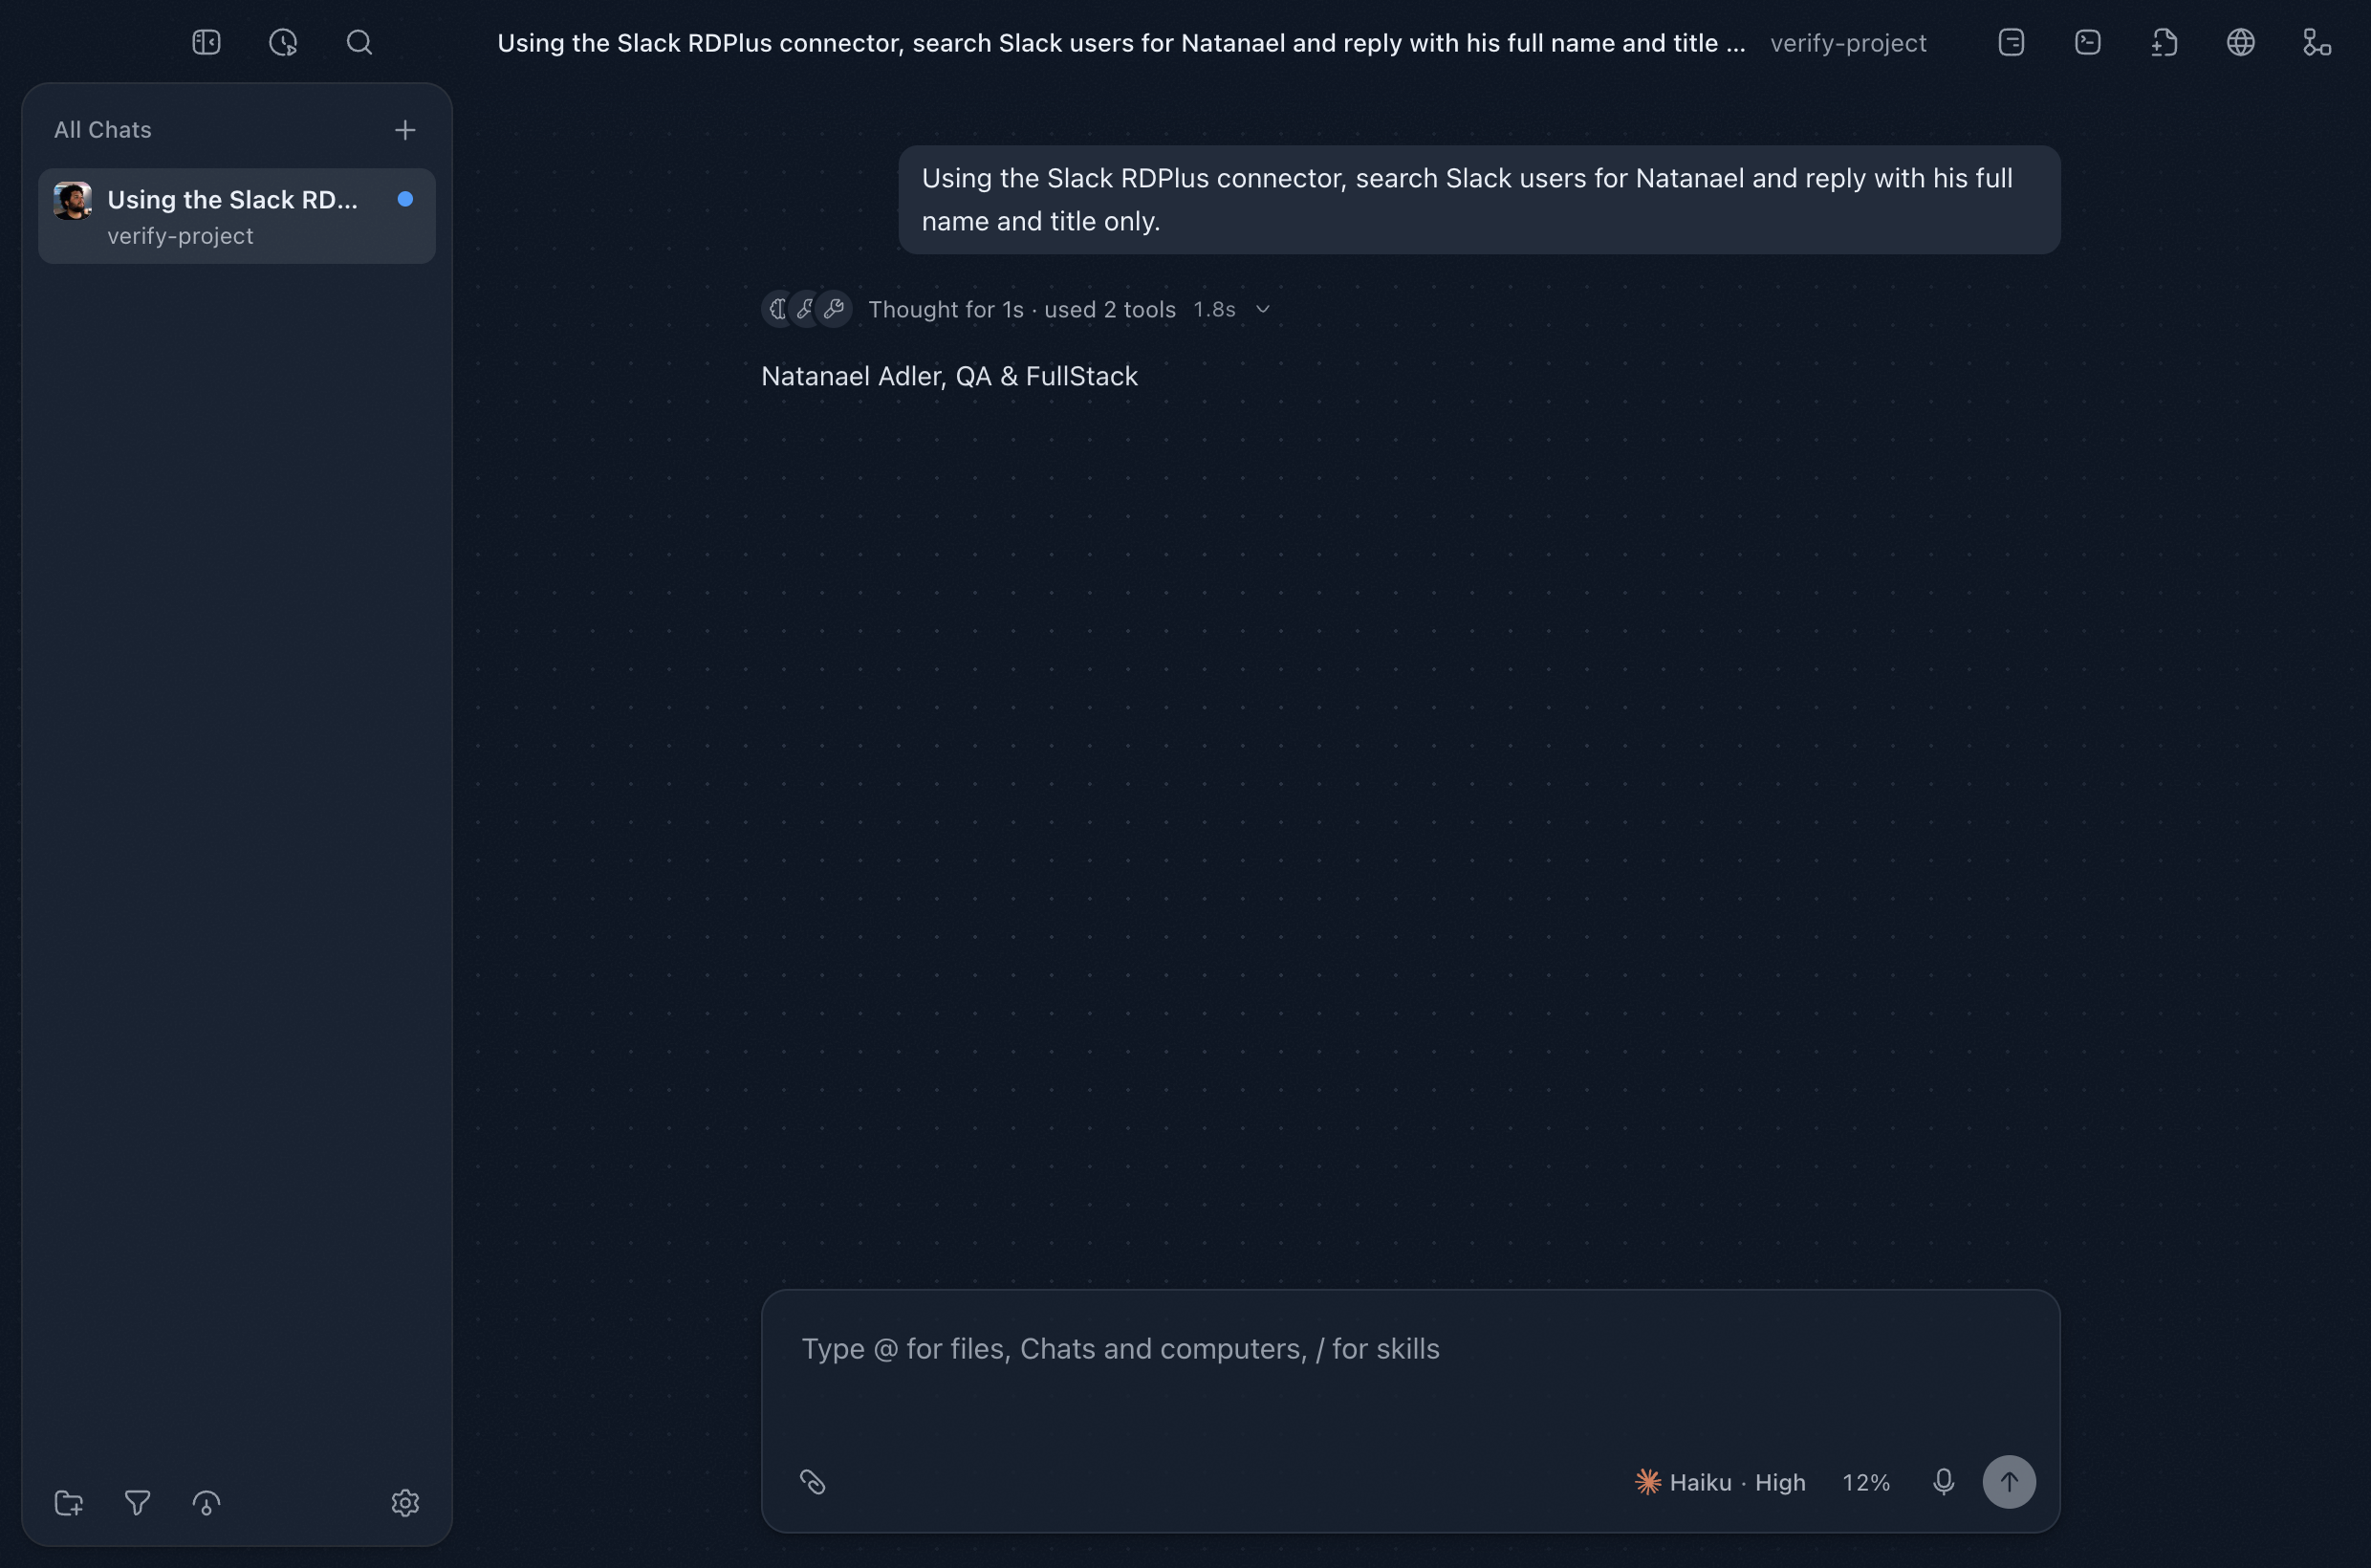 Using the Slack RDPlus connector, search Slack users for Natanael and reply with his full name and title ... verify-project
All Chats
Using the Slack RD...
verify-project
Using the Slack RDPlus connector, search Slack users for Natanael and reply with his full
name and title only.
Thought for 1s · used 2 tools 1.8s
Natanael Adler, QA & FullStack
Type @ for files, Chats and computers, / for skills
Haiku · High 12%